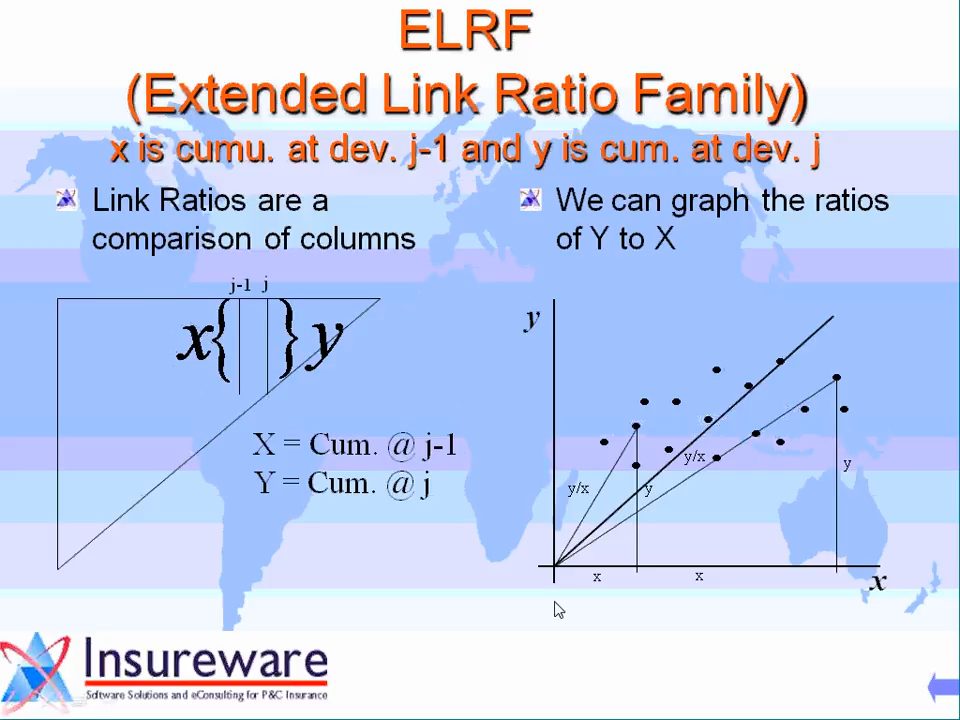 ELRF
(Extended Link Ratio Family)
x is cumu. at dev. j-1 and y is cum. at dev. j
Link Ratios are a
comparison of columns
We can graph the ratios
of Y to X
j-1 j
x{ } y
X = Cum. @ j-1
Y = Cum. @ j
y
y/x
y/x
y
y
x
x
x
Insureware
Software Solutions and eConsulting for P&C Insurance